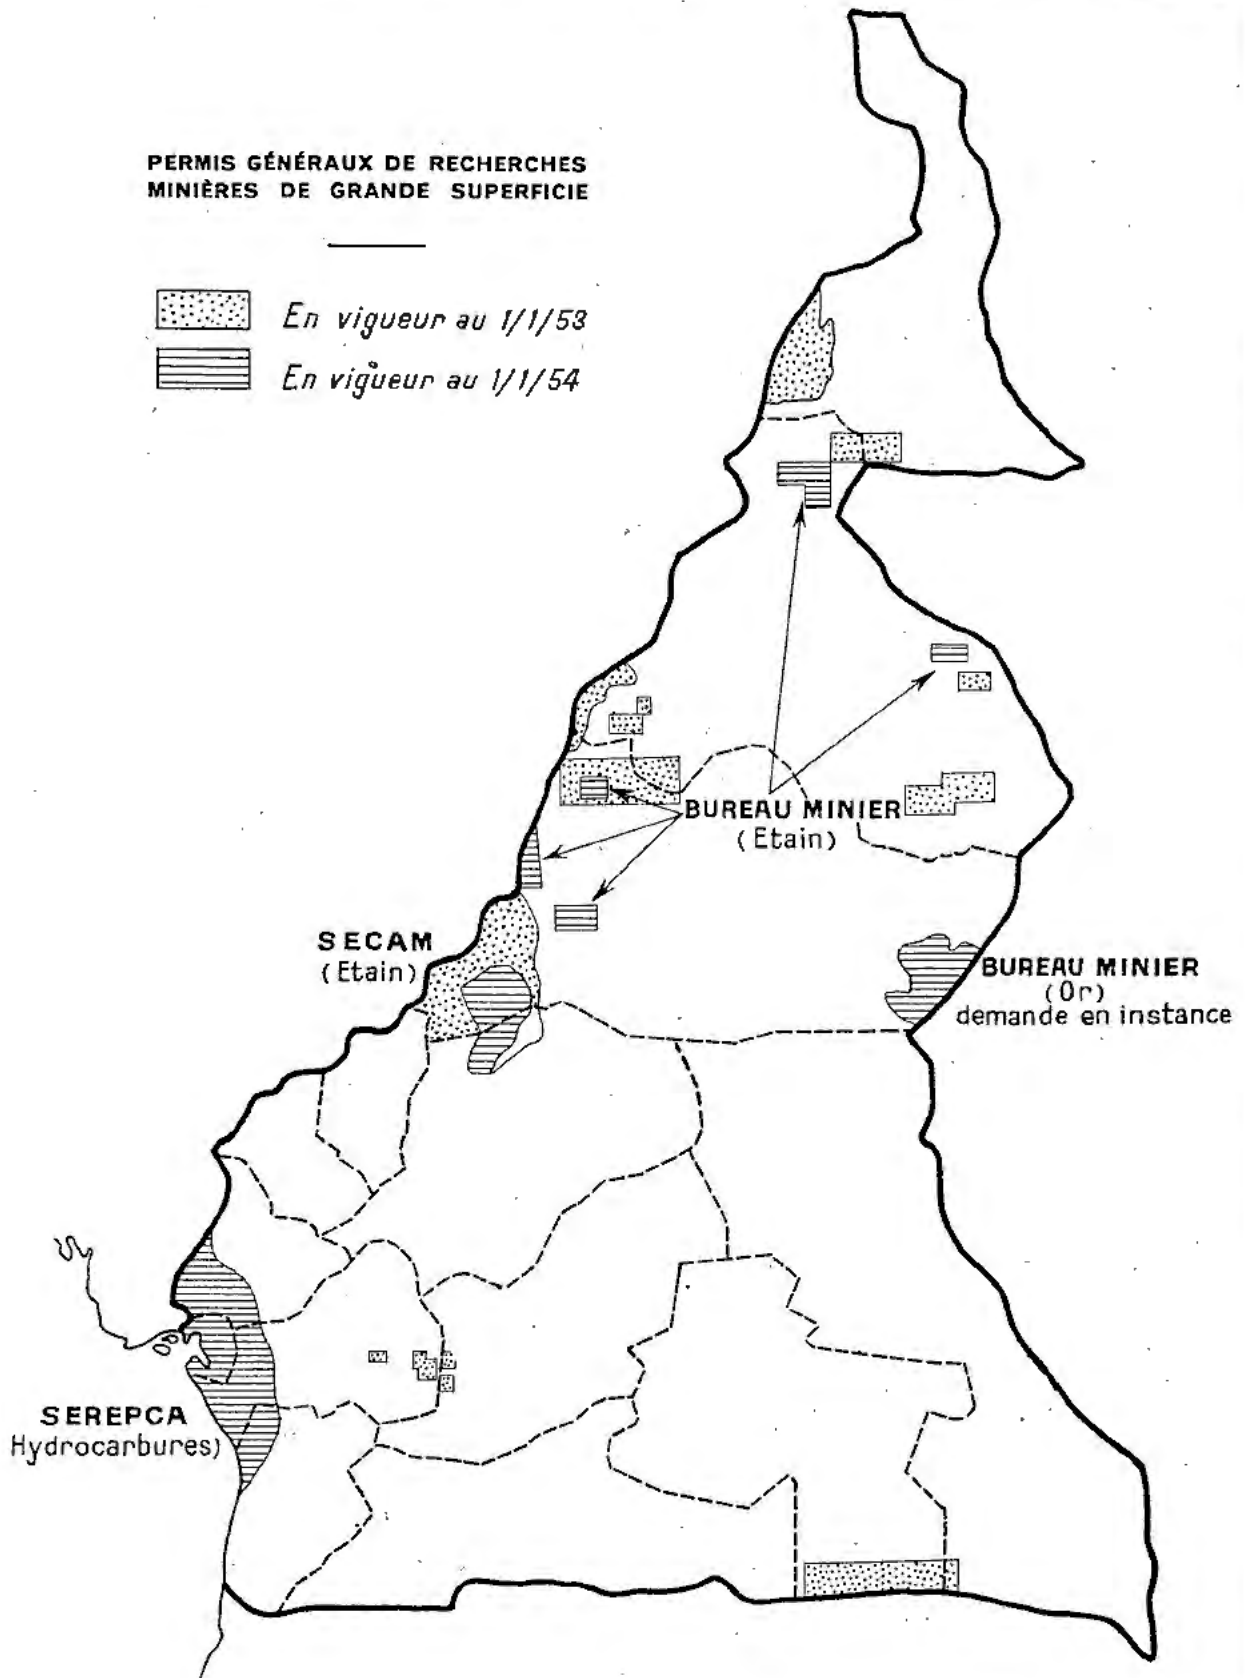 PERMIS GÉNÉRAUX DE RECHERCHES
MINIÈRES DE GRANDE SUPERFICIE
En vigueur au 1/1/53
En vigueur au 1/1/54
BUREAU MINIER
(Etain)
SECAM
(Etain)
BUREAU MINIER
(Or)
demande en instance
SEREPCA
Hydrocarbures)